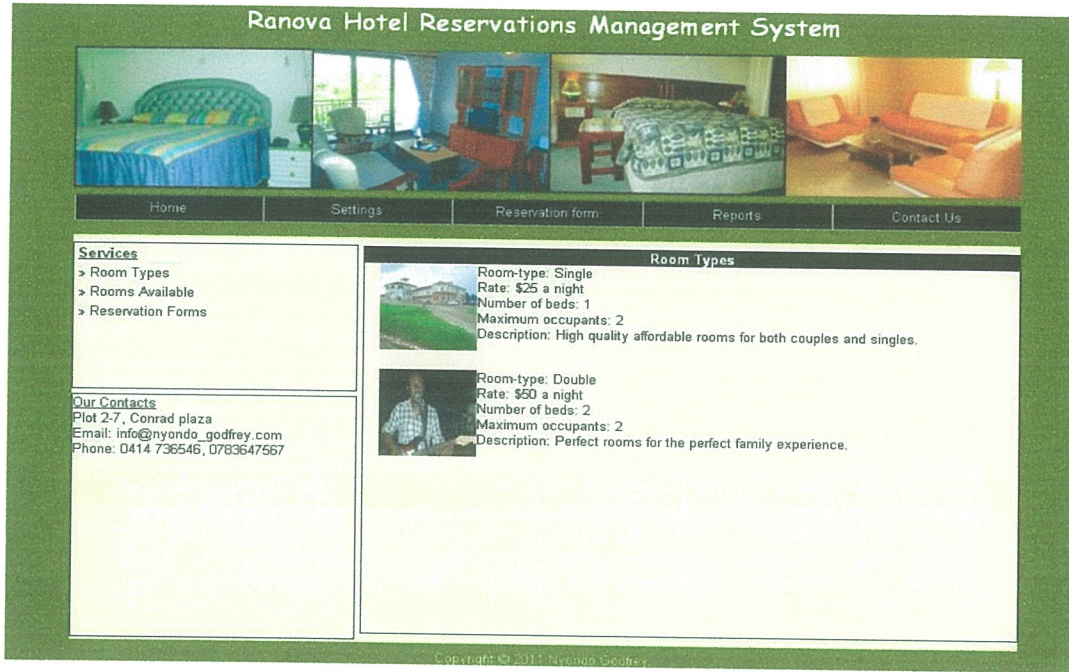 Ranova Hotel Reservations Management System
Home Settings Reservation form Reports Contact Us
Services
» Room Types
» Rooms Available
» Reservation Forms
Our Contacts
Plot 2-7, Conrad plaza
Email: info@nyondo_godfrey.com
Phone: 0414 736546, 0783647567
Room Types
Room-type: Single
Rate: $25 a night
Number of beds: 1
Maximum occupants: 2
Description: High quality affordable rooms for both couples and singles.
Room-type: Double
Rate: $50 a night
Number of beds: 2
Maximum occupants: 2
Description: Perfect rooms for the perfect family experience.
Copyright © 2011 Nyondo Godfrey.